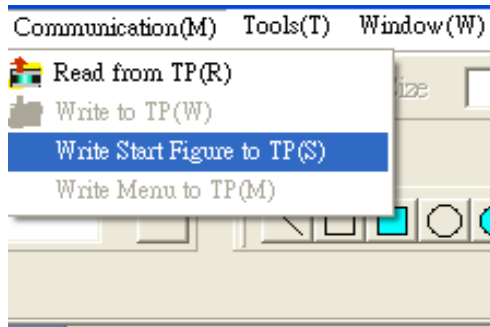 Communication(M) Tools(T) Window(W)
Read from TP(R)
Write to TP(W)
Write Start Figure to TP(S)
Write Menu to TP(M)